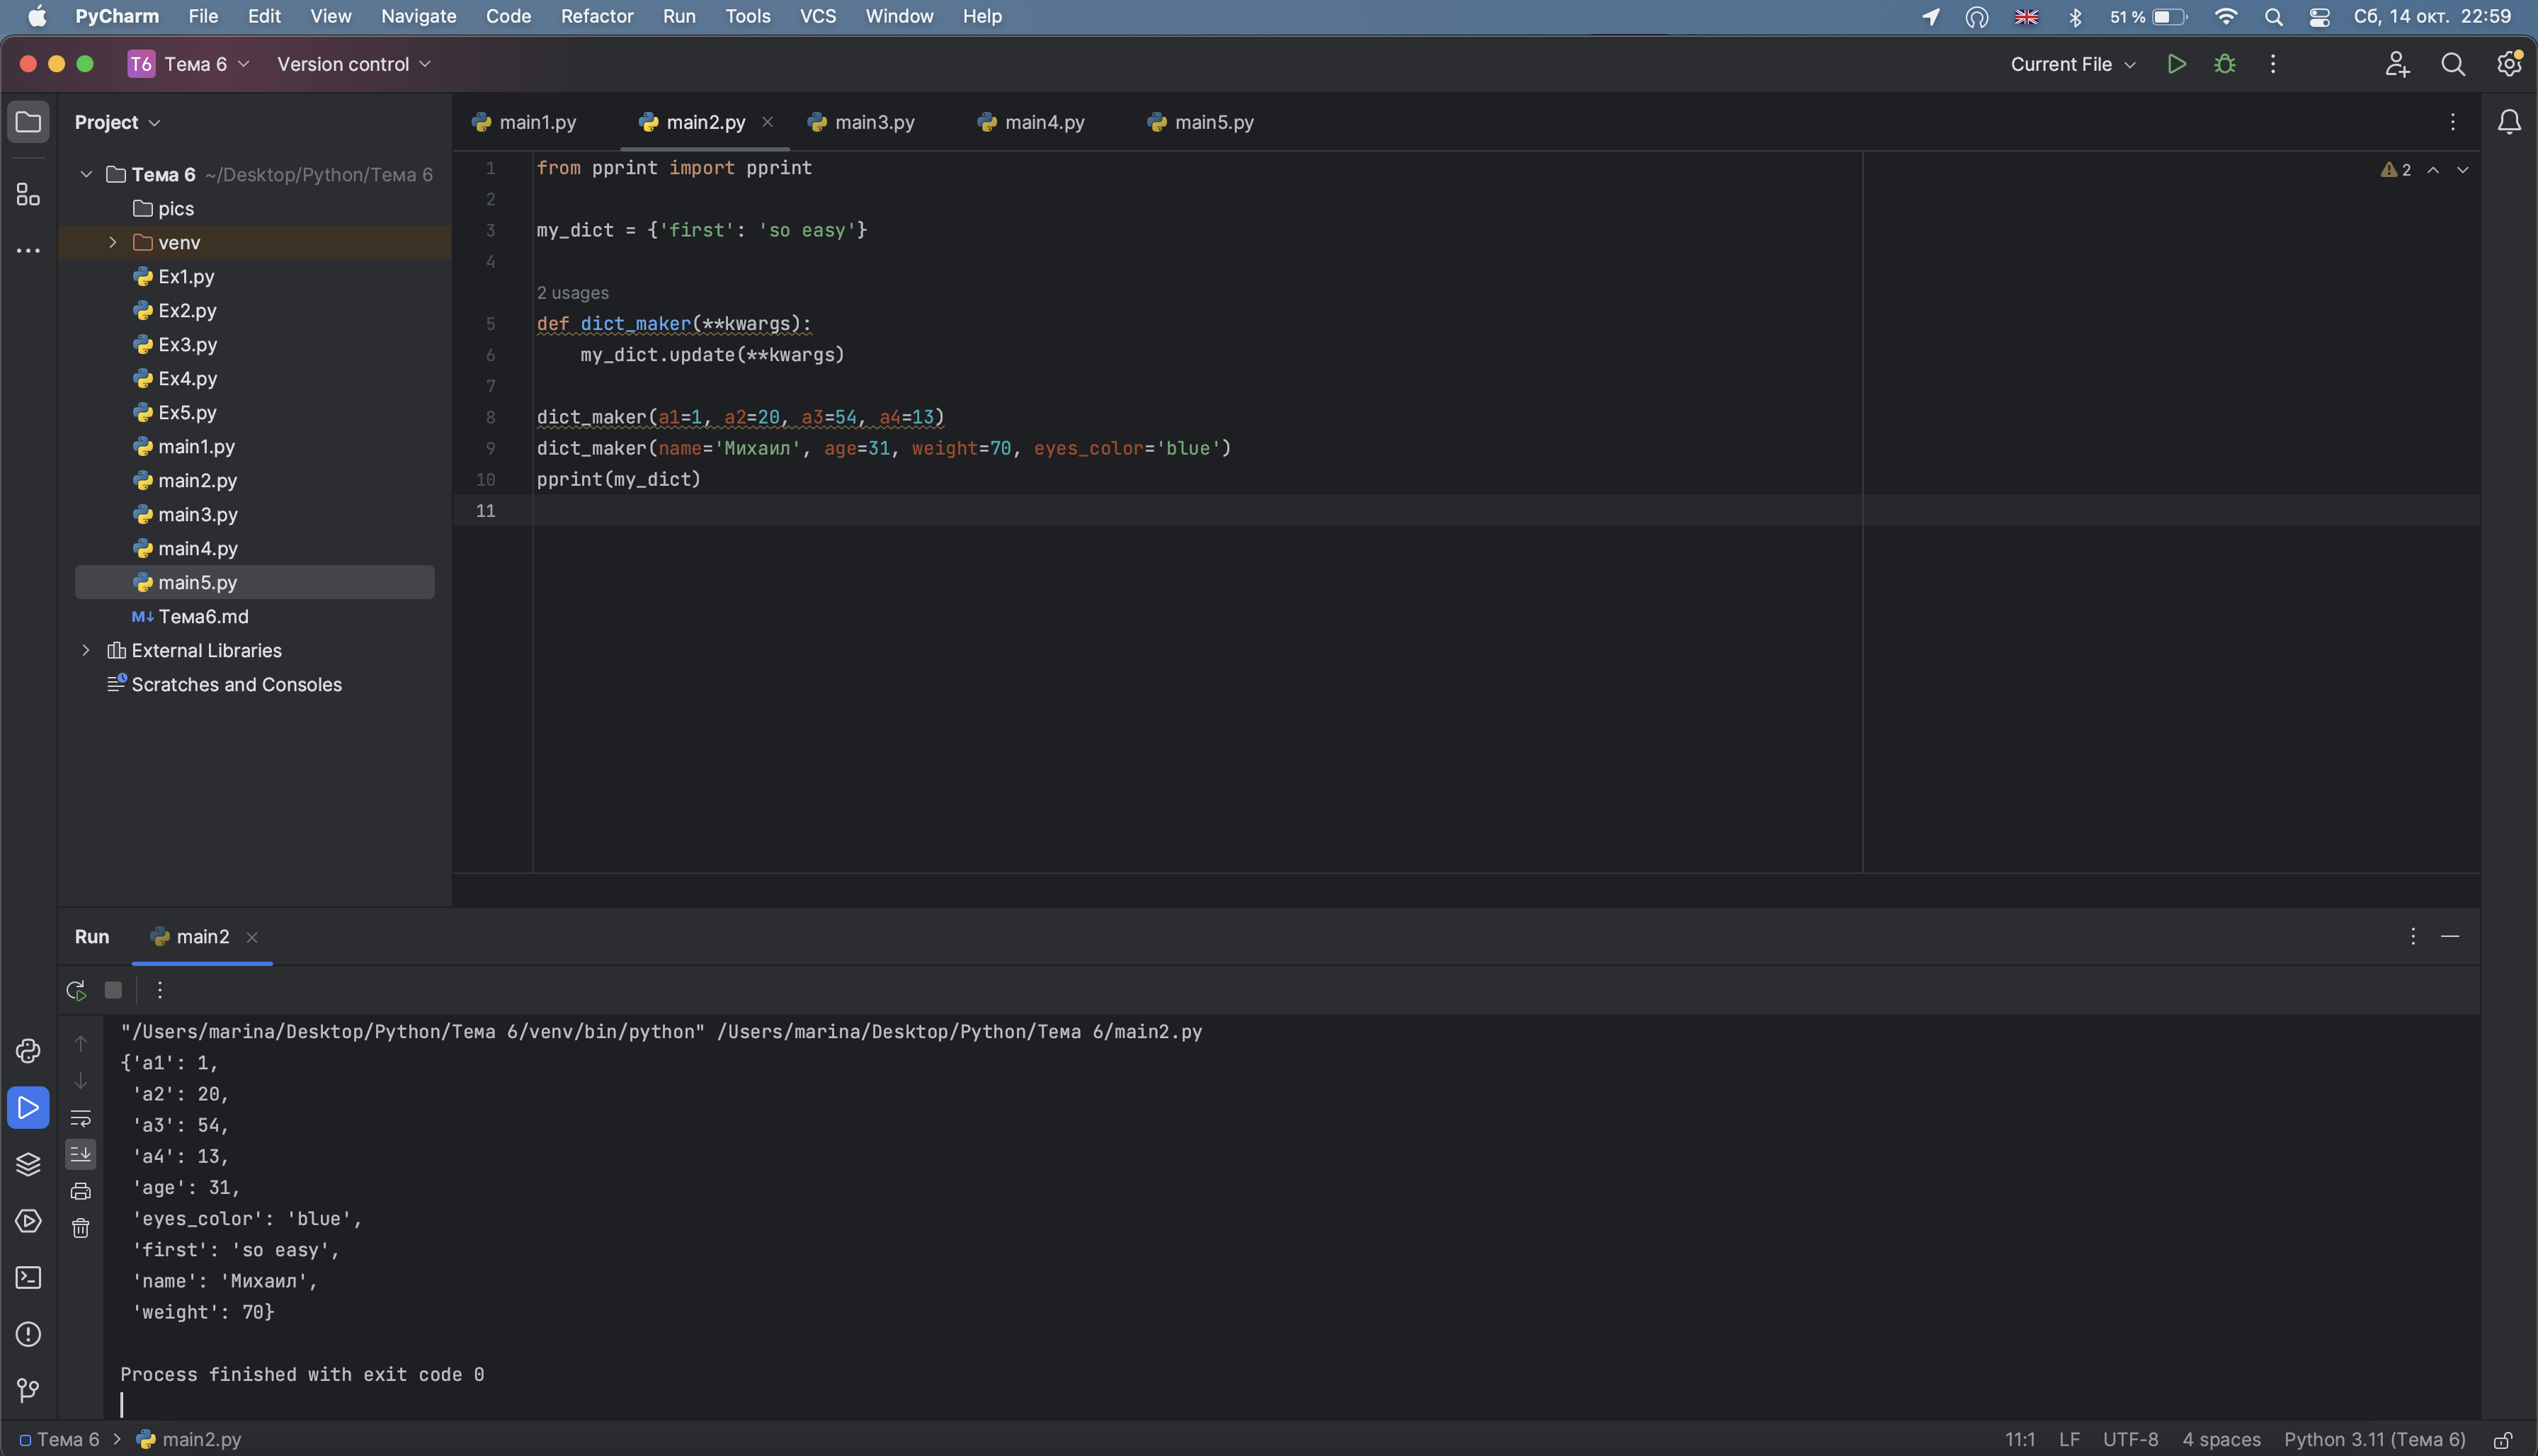 PyCharm File Edit View Navigate Code Refactor Run Tools VCS Window Help 51 % Сб, 14 окт. 22:59
T6 Тема 6 Version control Current File
Project main1.py main2.py main3.py main4.py main5.py
Тема 6 ~/Desktop/Python/Тема 6
pics
venv
Ex1.py
Ex2.py
Ex3.py
Ex4.py
Ex5.py
main1.py
main2.py
main3.py
main4.py
main5.py
M↓ Тема6.md
External Libraries
Scratches and Consoles
1 from pprint import pprint
2
3 my_dict = {'first': 'so easy'}
4
2 usages
5 def dict_maker(**kwargs):
6 my_dict.update(**kwargs)
7
8 dict_maker(a1=1, a2=20, a3=54, a4=13)
9 dict_maker(name='Михаил', age=31, weight=70, eyes_color='blue')
10 pprint(my_dict)
11
2
Run main2
"/Users/marina/Desktop/Python/Тема 6/venv/bin/python" /Users/marina/Desktop/Python/Тема 6/main2.py
{'a1': 1,
'a2': 20,
'a3': 54,
'a4': 13,
'age': 31,
'eyes_color': 'blue',
'first': 'so easy',
'name': 'Михаил',
'weight': 70}
Process finished with exit code 0
Тема 6 > main2.py 11:1 LF UTF-8 4 spaces Python 3.11 (Тема 6)